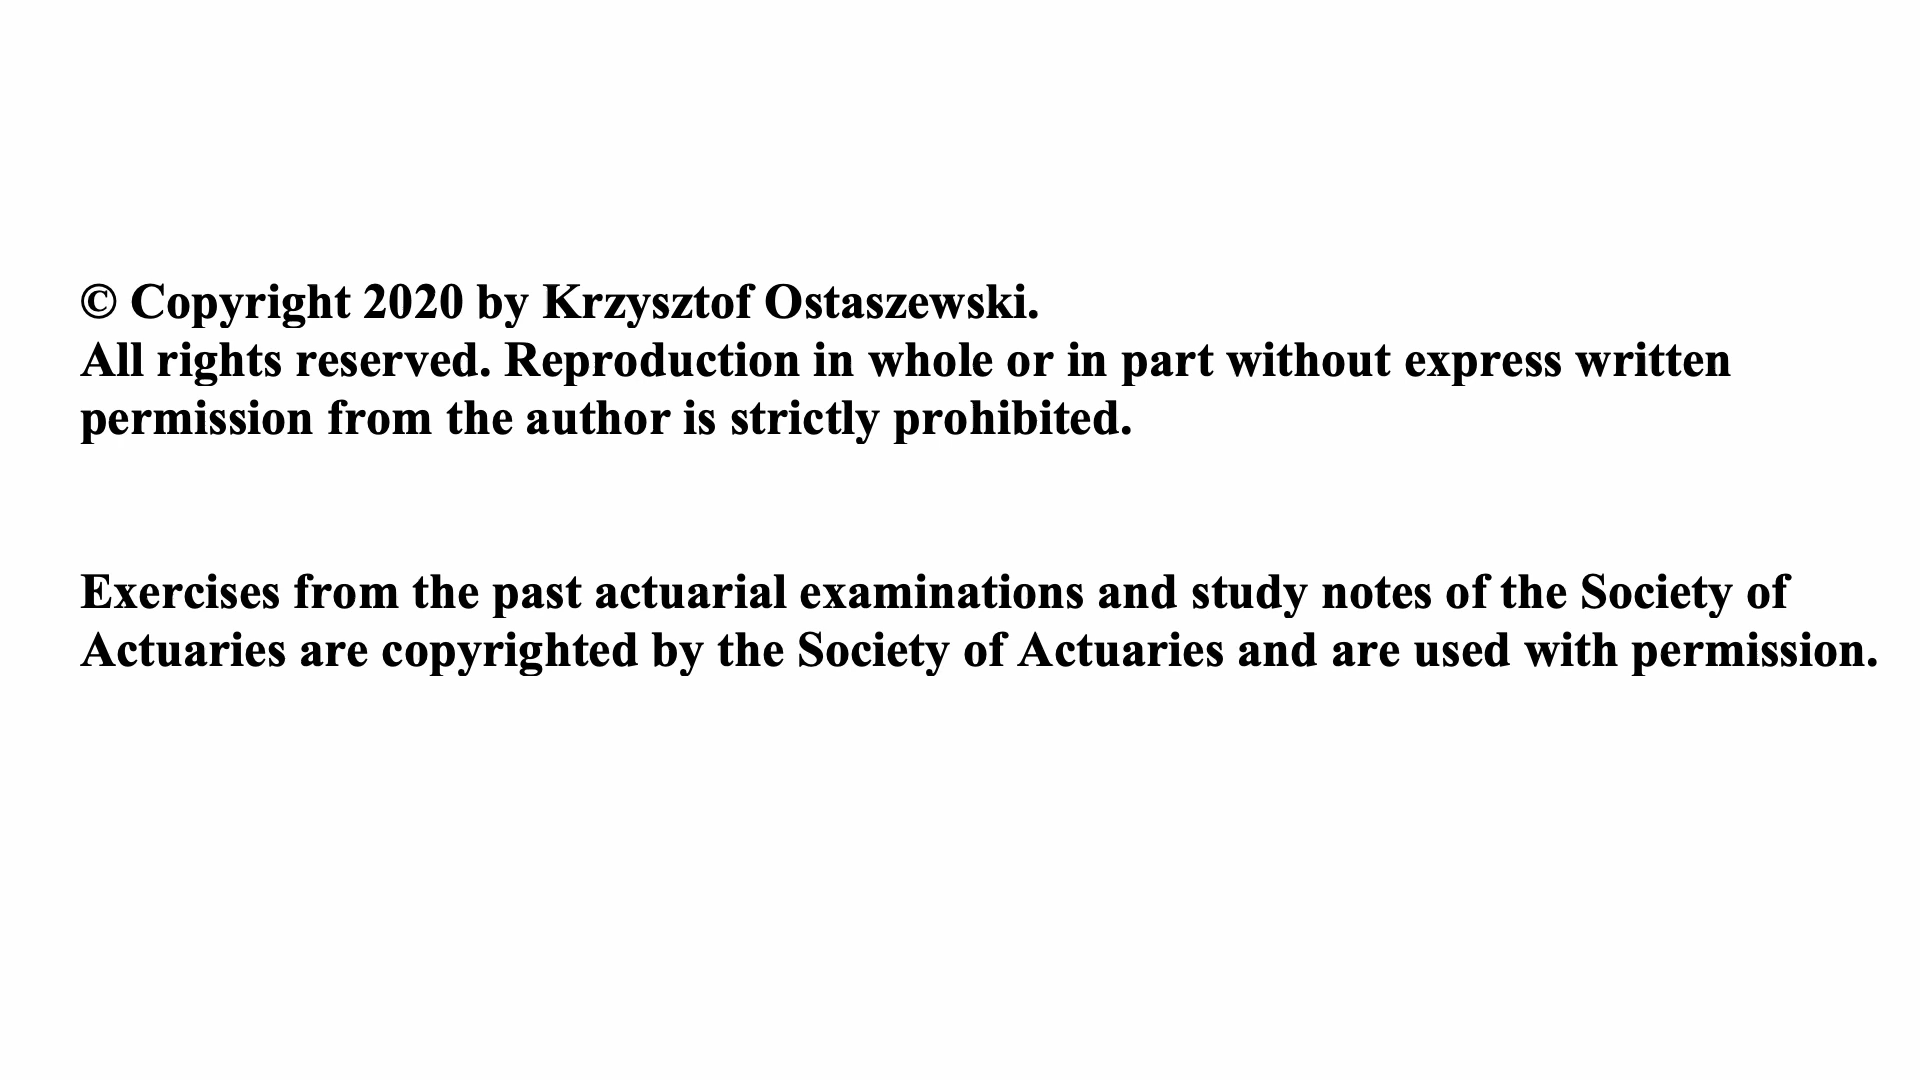 © Copyright 2020 by Krzysztof Ostaszewski.
All rights reserved. Reproduction in whole or in part without express written
permission from the author is strictly prohibited.
Exercises from the past actuarial examinations and study notes of the Society of
Actuaries are copyrighted by the Society of Actuaries and are used with permission.